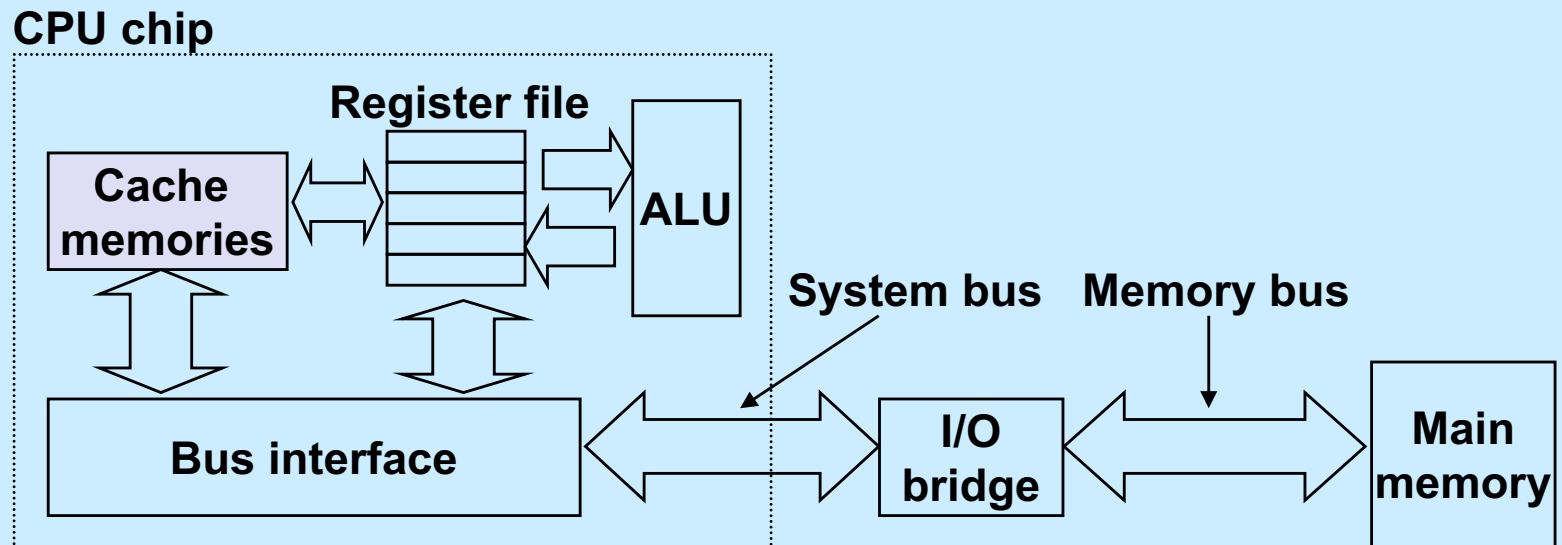 CPU chip
Register file
Cache
memories
ALU
System bus
Memory bus
Bus interface
I/O
bridge
Main
memory